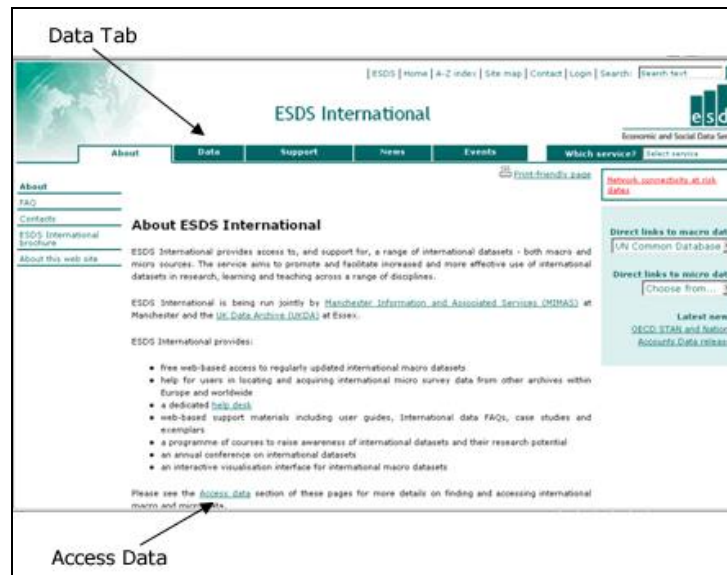 Data Tab
ESDS | Home | A-Z index | Site map | Contact | Login | Search: Search text
ESDS International
esd
Economic and Social Data Ser
About Data Support News Events Which service? Select service
Print friendly page
About
FAQ
Contacts
ESDS International
brochure
About this web site
Network connectivity at risk
dates
About ESDS International
ESDS International provides access to, and support for, a range of international datasets - both macro and
micro sources. The service aims to promote and facilitate increased and more effective use of international
datasets in research, learning and teaching across a range of disciplines.
ESDS International is being run jointly by Manchester Information and Associated Services (MIMAS) at
Manchester and the UK Data Archive (UKDA) at Essex.
ESDS International provides:
• free web-based access to regularly updated international macro datasets
• help for users in locating and acquiring international micro survey data from other archives within
Europe and worldwide
• a dedicated help desk
• web-based support materials including user guides, International data FAQs, case studies and
exemplars
• a programme of courses to raise awareness of international datasets and their research potential
• an annual conference on international datasets
• an interactive visualisation interface for international macro datasets
Please see the Access data section of these pages for more details on finding and accessing international
macro and micro data.
Direct links to macro dat
UN Common Database
Direct links to micro dat
Choose from...
Latest new
OECD STAN and Nation
Accounts Data releas
Access Data